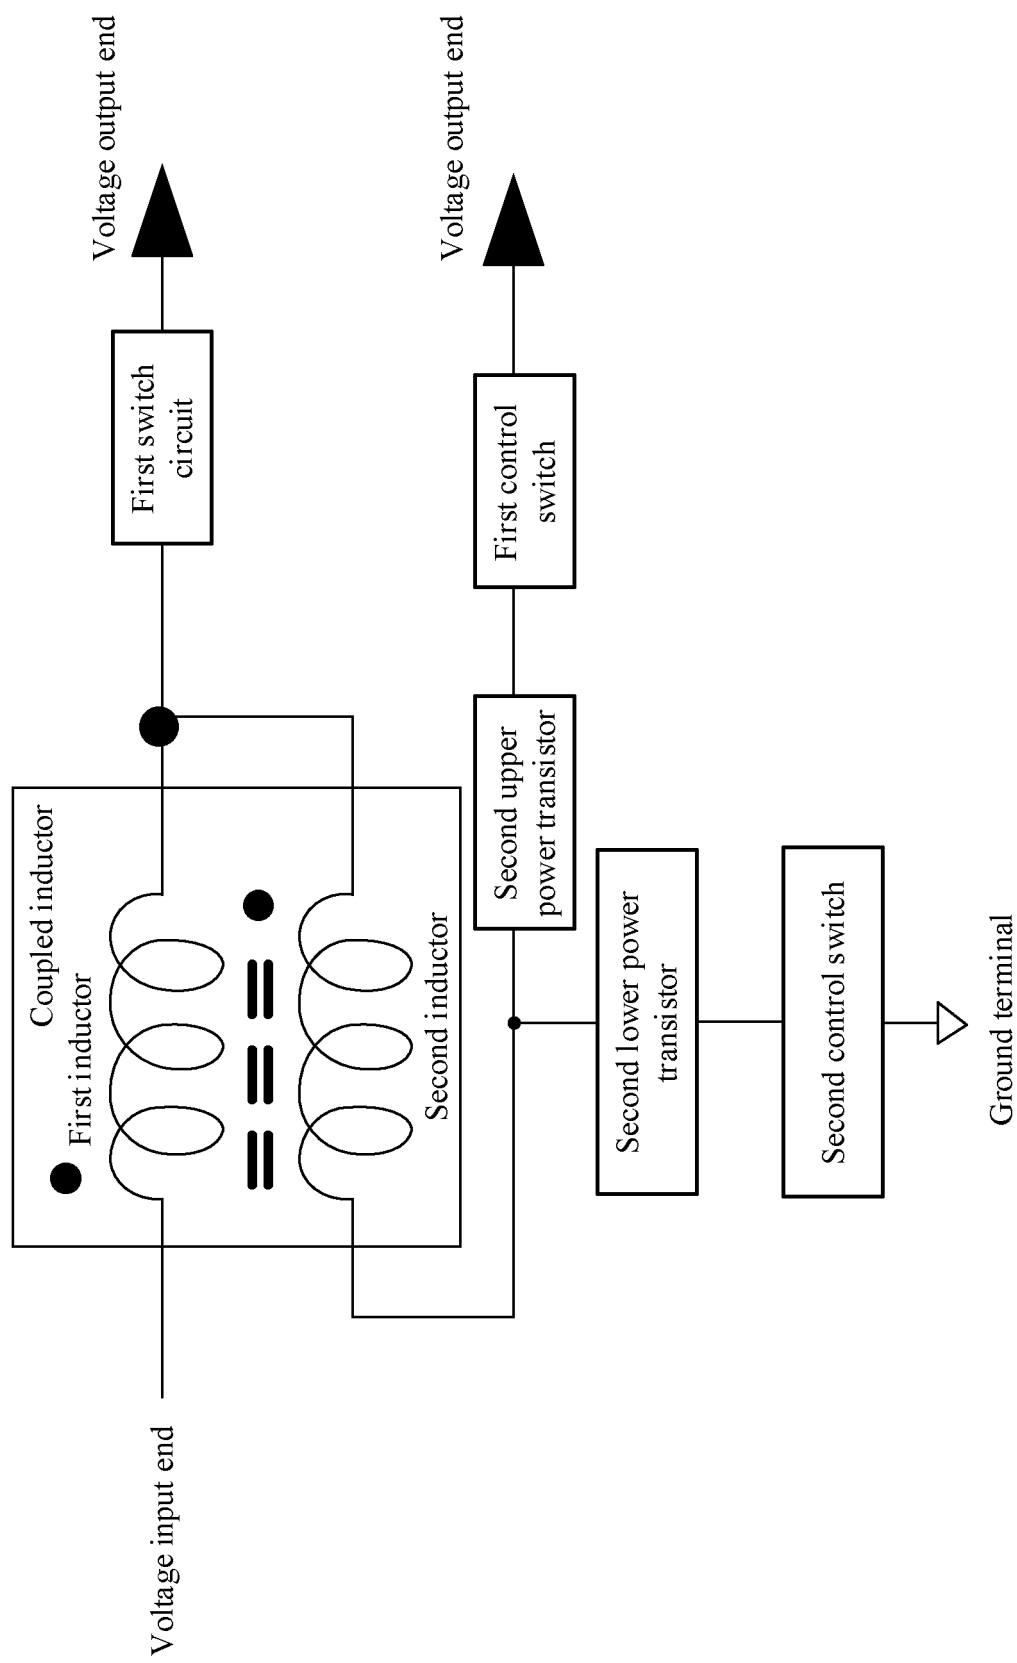 Voltage input end
Coupled inductor
First inductor
Second inductor
First switch
circuit
Voltage output end
Second upper
power transistor
First control
switch
Voltage output end
Second lower power
transistor
Second control switch
Ground terminal